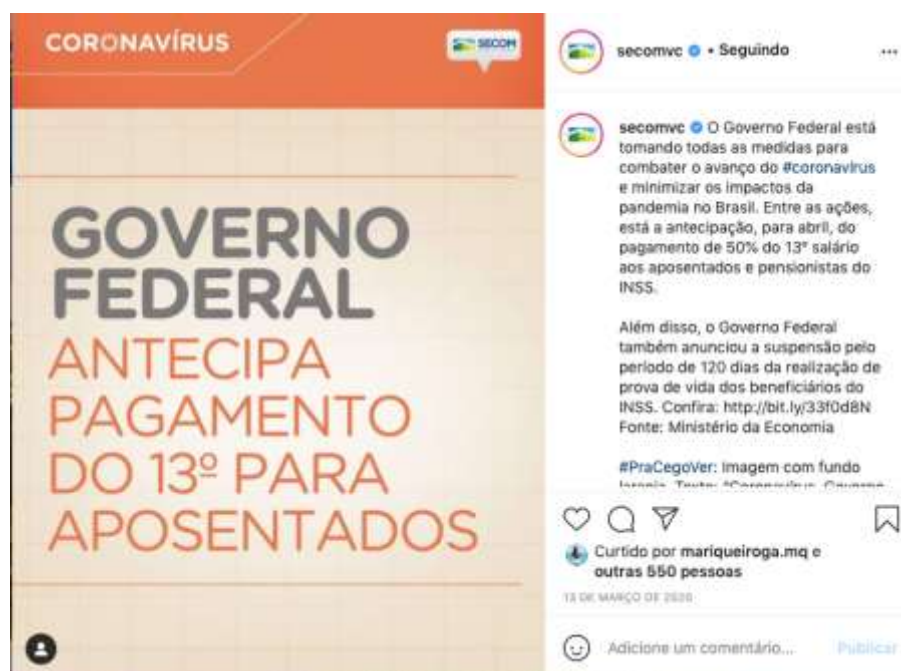 CORONAVÍRUS
SECOM
GOVERNO
FEDERAL
ANTECIPA
PAGAMENTO
DO 13º PARA
APOSENTADOS
secomvc • Seguindo
secomvc O Governo Federal está
tomando todas as medidas para
combater o avanço do #coronavírus
e minimizar os impactos da
pandemia no Brasil. Entre as ações,
está a antecipação, para abril, do
pagamento de 50% do 13º salário
aos aposentados e pensionistas do
INSS.
Além disso, o Governo Federal
também anunciou a suspensão pelo
período de 120 dias da realização de
prova de vida dos beneficiários do
INSS. Confira: http://bit.ly/33f0d8N
Fonte: Ministério da Economia
#PraCegoVer: Imagem com fundo
laranja. Texto: "Coronavírus. Governo
Curtido por mariqueiroga.mq e
outras 550 pessoas
DE MARÇO DE 2020
Adicione um comentário...
Publicar